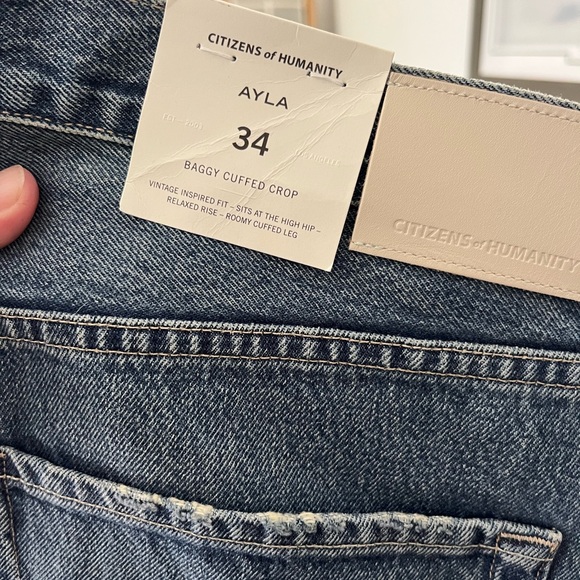 CITIZENS of HUMANITY
AYLA
34
BAGGY CUFFED CROP
VINTAGE INSPIRED FIT – SITS AT THE HIGH HIP –
RELAXED RISE – ROOMY CUFFED LEG
CITIZENS of HUMANITY